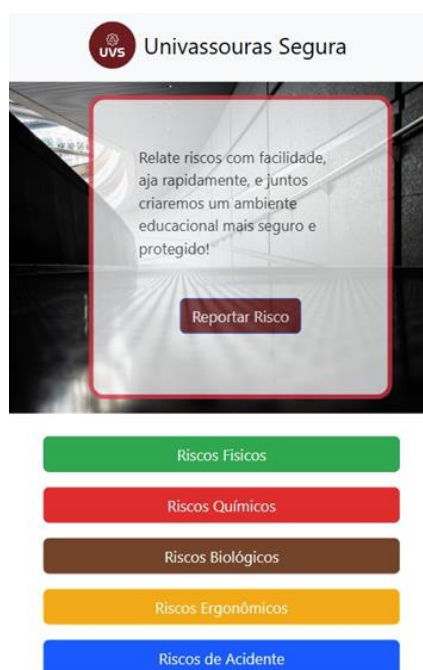 UVS
Univassouras Segura
Relate riscos com facilidade,
aja rapidamente, e juntos
criaremos um ambiente
educacional mais seguro e
protegido!
Reportar Risco
Riscos Fisicos
Riscos Químicos
Riscos Biológicos
Riscos Ergonômicos
Riscos de Acidente